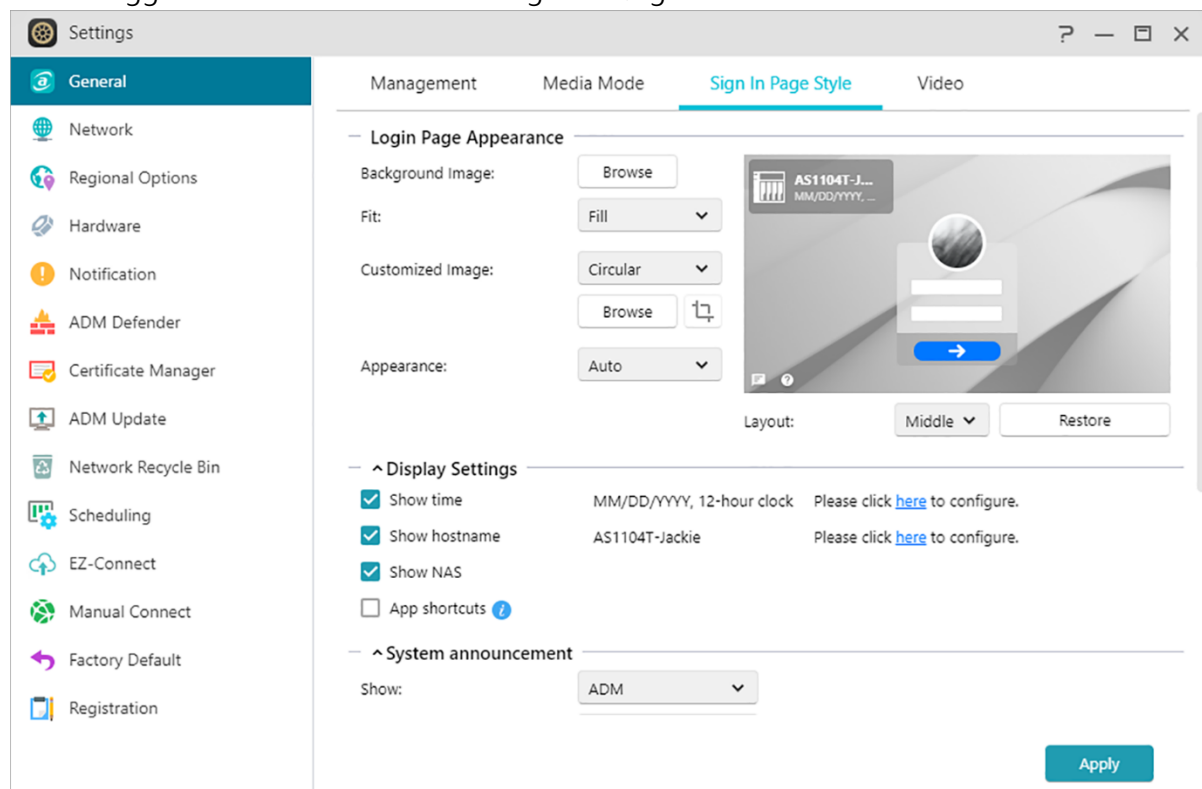 Settings
General
Network
Regional Options
Hardware
Notification
ADM Defender
Certificate Manager
ADM Update
Network Recycle Bin
Scheduling
EZ-Connect
Manual Connect
Factory Default
Registration
Management Media Mode Sign In Page Style Video
Login Page Appearance
Background Image: Browse
Fit: Fill
Customized Image: Circular
Browse
Appearance: Auto
AS1104T-J...
MM/DD/YYYY, ...
Layout: Middle Restore
Display Settings
Show time MM/DD/YYYY, 12-hour clock Please click here to configure.
Show hostname AS1104T-Jackie Please click here to configure.
Show NAS
App shortcuts
System announcement
Show: ADM
Apply